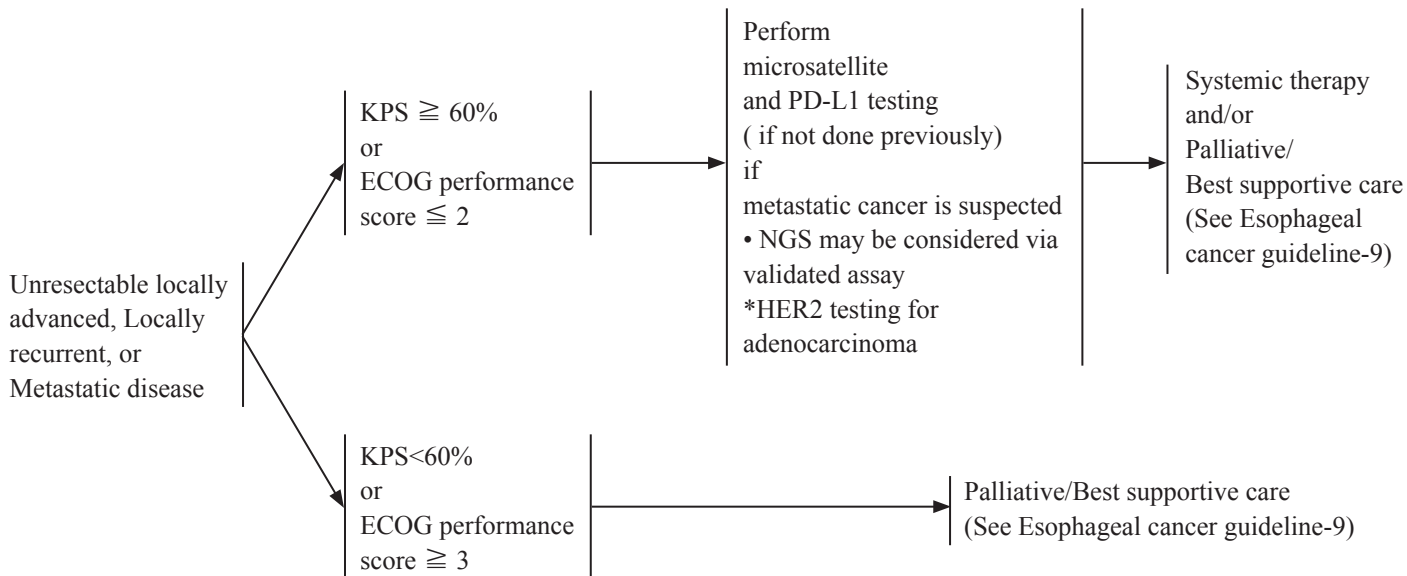 Unresectable locally
advanced, Locally
recurrent, or
Metastatic disease
KPS ≧ 60%
or
ECOG performance
score ≦ 2
Perform
microsatellite
and PD-L1 testing
( if not done previously)
if
metastatic cancer is suspected
• NGS may be considered via
validated assay
*HER2 testing for
adenocarcinoma
Systemic therapy
and/or
Palliative/
Best supportive care
(See Esophageal
cancer guideline-9)
KPS<60%
or
ECOG performance
score ≧ 3
Palliative/Best supportive care
(See Esophageal cancer guideline-9)